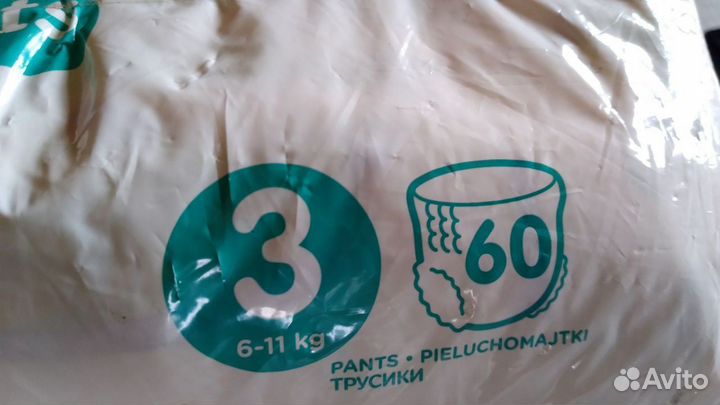 3
6-11 kg
60
PANTS • PIELUCHOMAJTKI
ТРУСИКИ
Avito